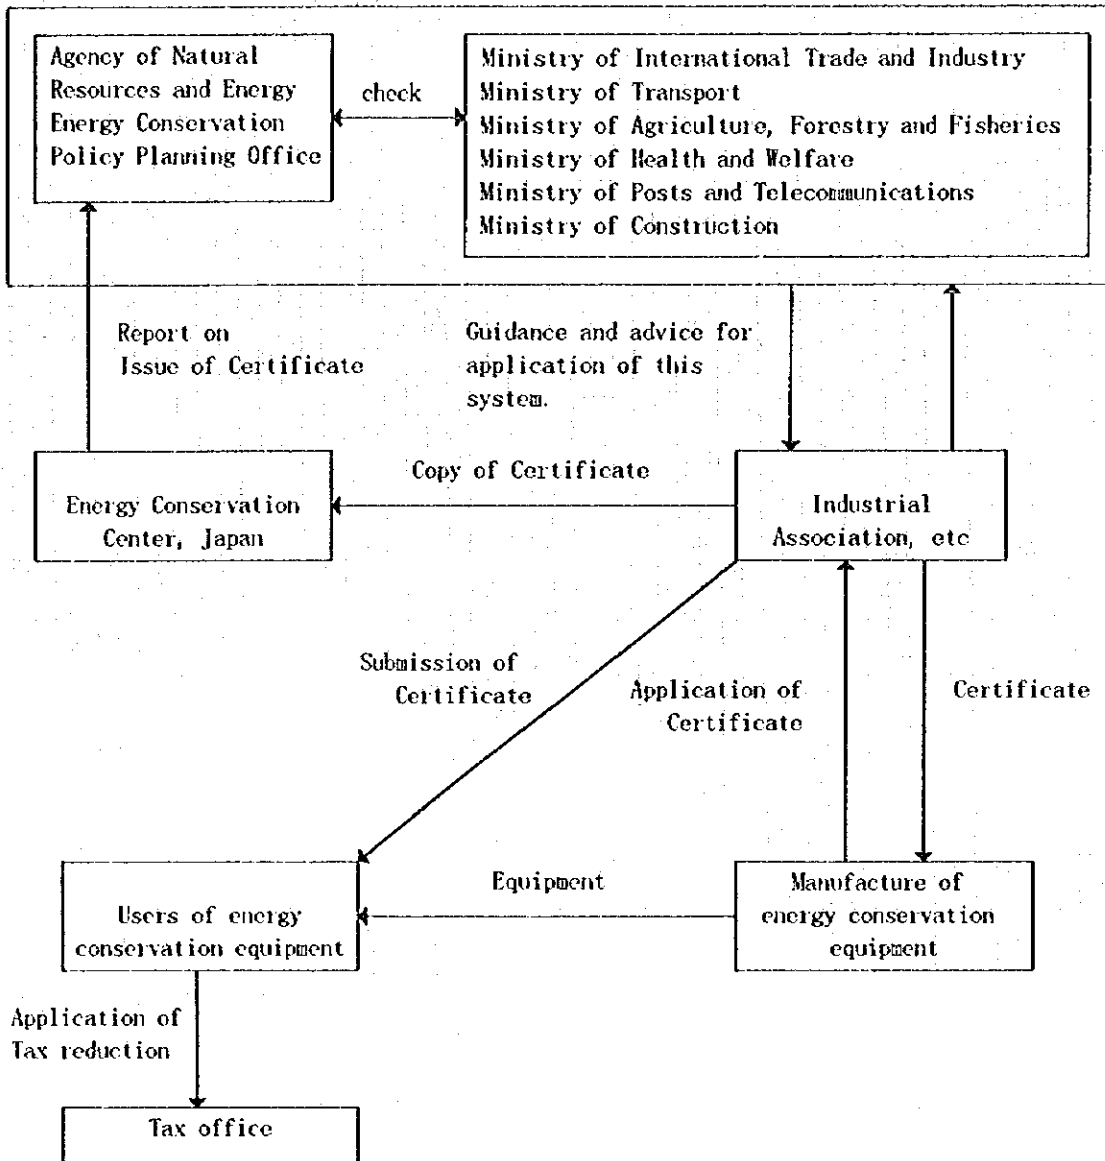 Agency of Natural
Resources and Energy
Energy Conservation
Policy Planning Office
check
Ministry of International Trade and Industry
Ministry of Transport
Ministry of Agriculture, Forestry and Fisheries
Ministry of Health and Welfare
Ministry of Posts and Telecommunications
Ministry of Construction
Report on
Issue of Certificate
Guidance and advice for
application of this
system.
Energy Conservation
Center, Japan
Copy of Certificate
Industrial
Association, etc
Submission of
Certificate
Application of
Certificate
Certificate
Users of energy
conservation equipment
Equipment
Manufacture of
energy conservation
equipment
Application of
Tax reduction
Tax office